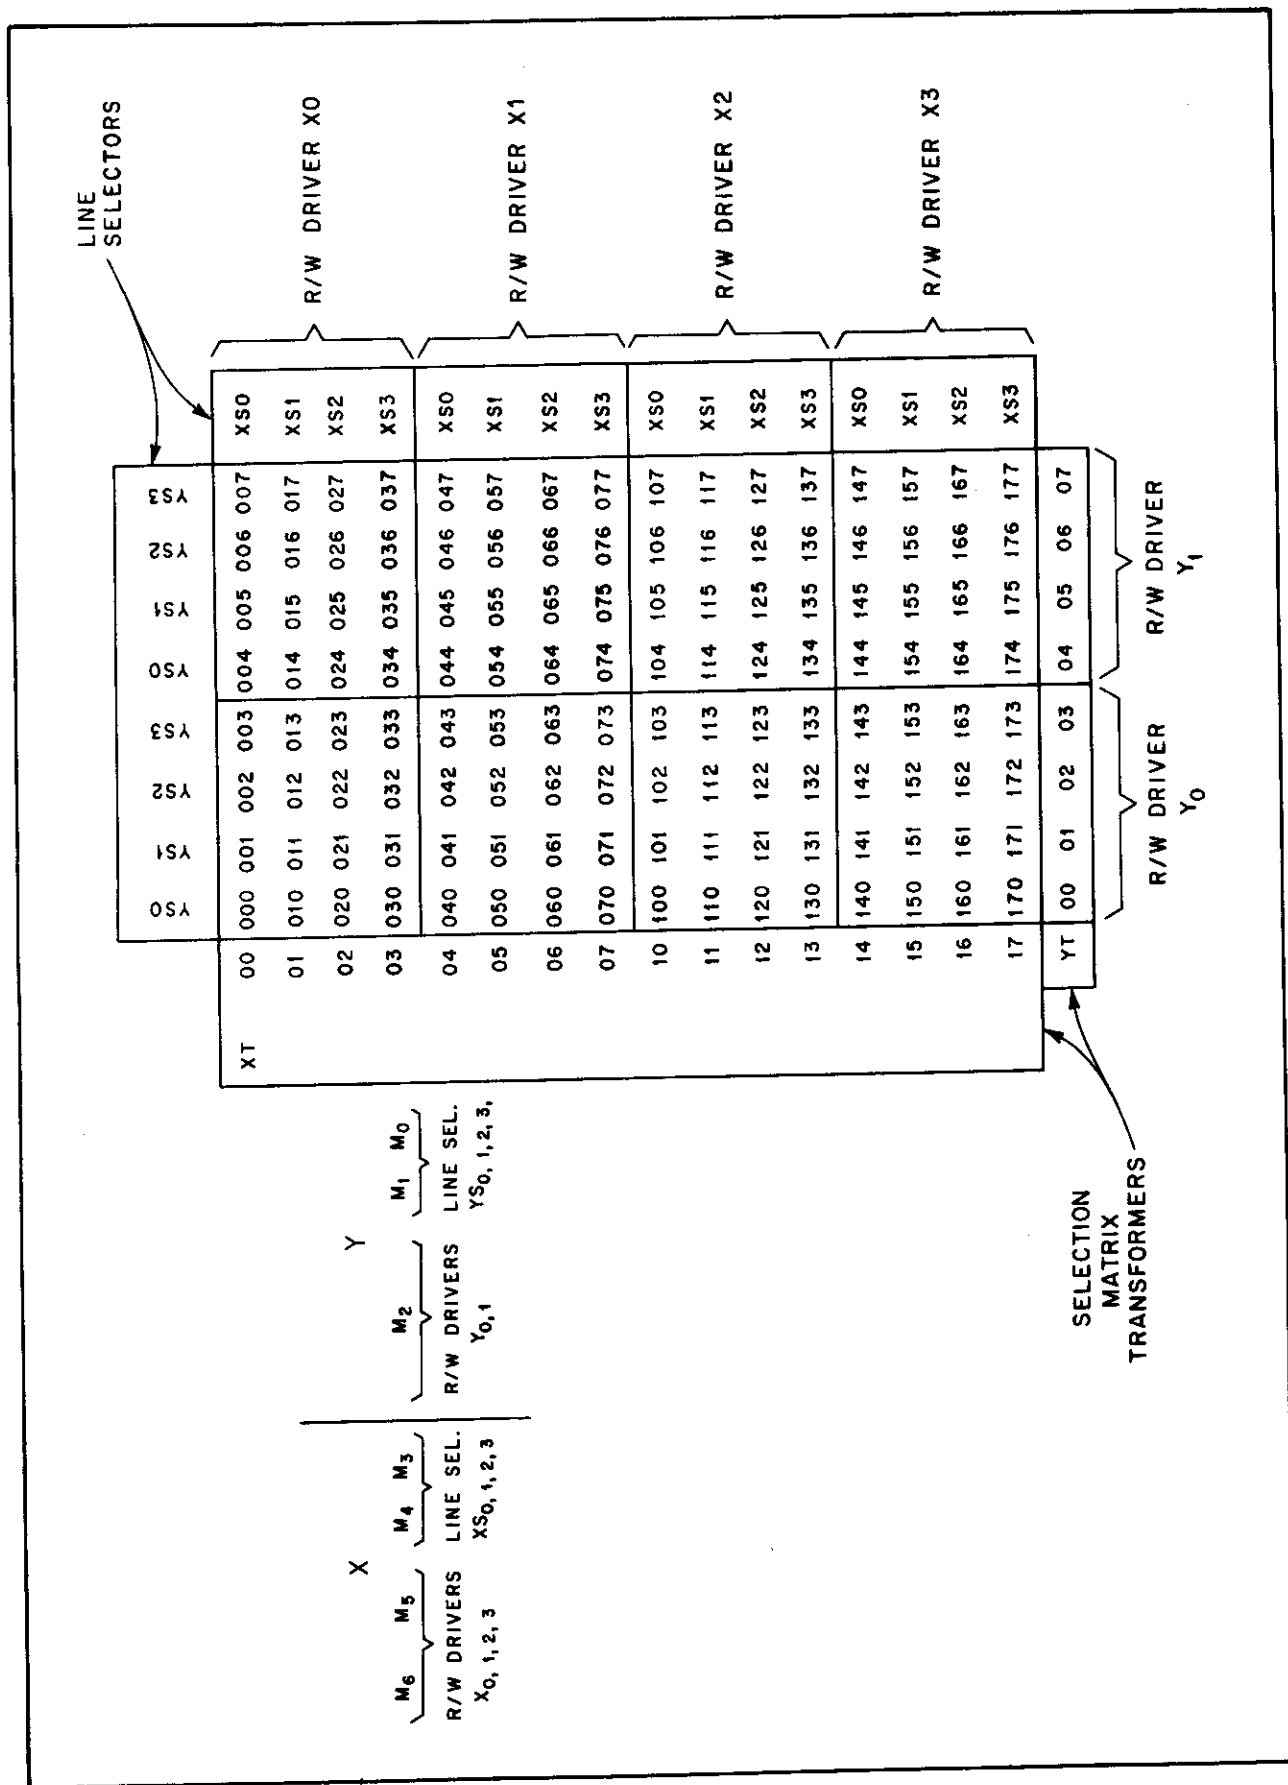 LINE
SELECTORS
YS0 YS1 YS2 YS3 YS0 YS1 YS2 YS3
XT 00 000 001 002 003 004 005 006 007 XS0
01 010 011 012 013 014 015 016 017 XS1
02 020 021 022 023 024 025 026 027 XS2
03 030 031 032 033 034 035 036 037 XS3
R/W DRIVER X0
04 040 041 042 043 044 045 046 047 XS0
05 050 051 052 053 054 055 056 057 XS1
06 060 061 062 063 064 065 066 067 XS2
07 070 071 072 073 074 075 076 077 XS3
R/W DRIVER X1
10 100 101 102 103 104 105 106 107 XS0
11 110 111 112 113 114 115 116 117 XS1
12 120 121 122 123 124 125 126 127 XS2
13 130 131 132 133 134 135 136 137 XS3
R/W DRIVER X2
14 140 141 142 143 144 145 146 147 XS0
15 150 151 152 153 154 155 156 157 XS1
16 160 161 162 163 164 165 166 167 XS2
17 170 171 172 173 174 175 176 177 XS3
R/W DRIVER X3
YT 00 01 02 03 04 05 06 07
R/W DRIVER
Y0
R/W DRIVER
Y1
X Y
M6 M5 M4 M3 M2 M1 M0
R/W DRIVERS LINE SEL. R/W DRIVERS LINE SEL.
X0, 1, 2, 3 XS0, 1, 2, 3 Y0,1 YS0, 1, 2, 3,
SELECTION
MATRIX
TRANSFORMERS